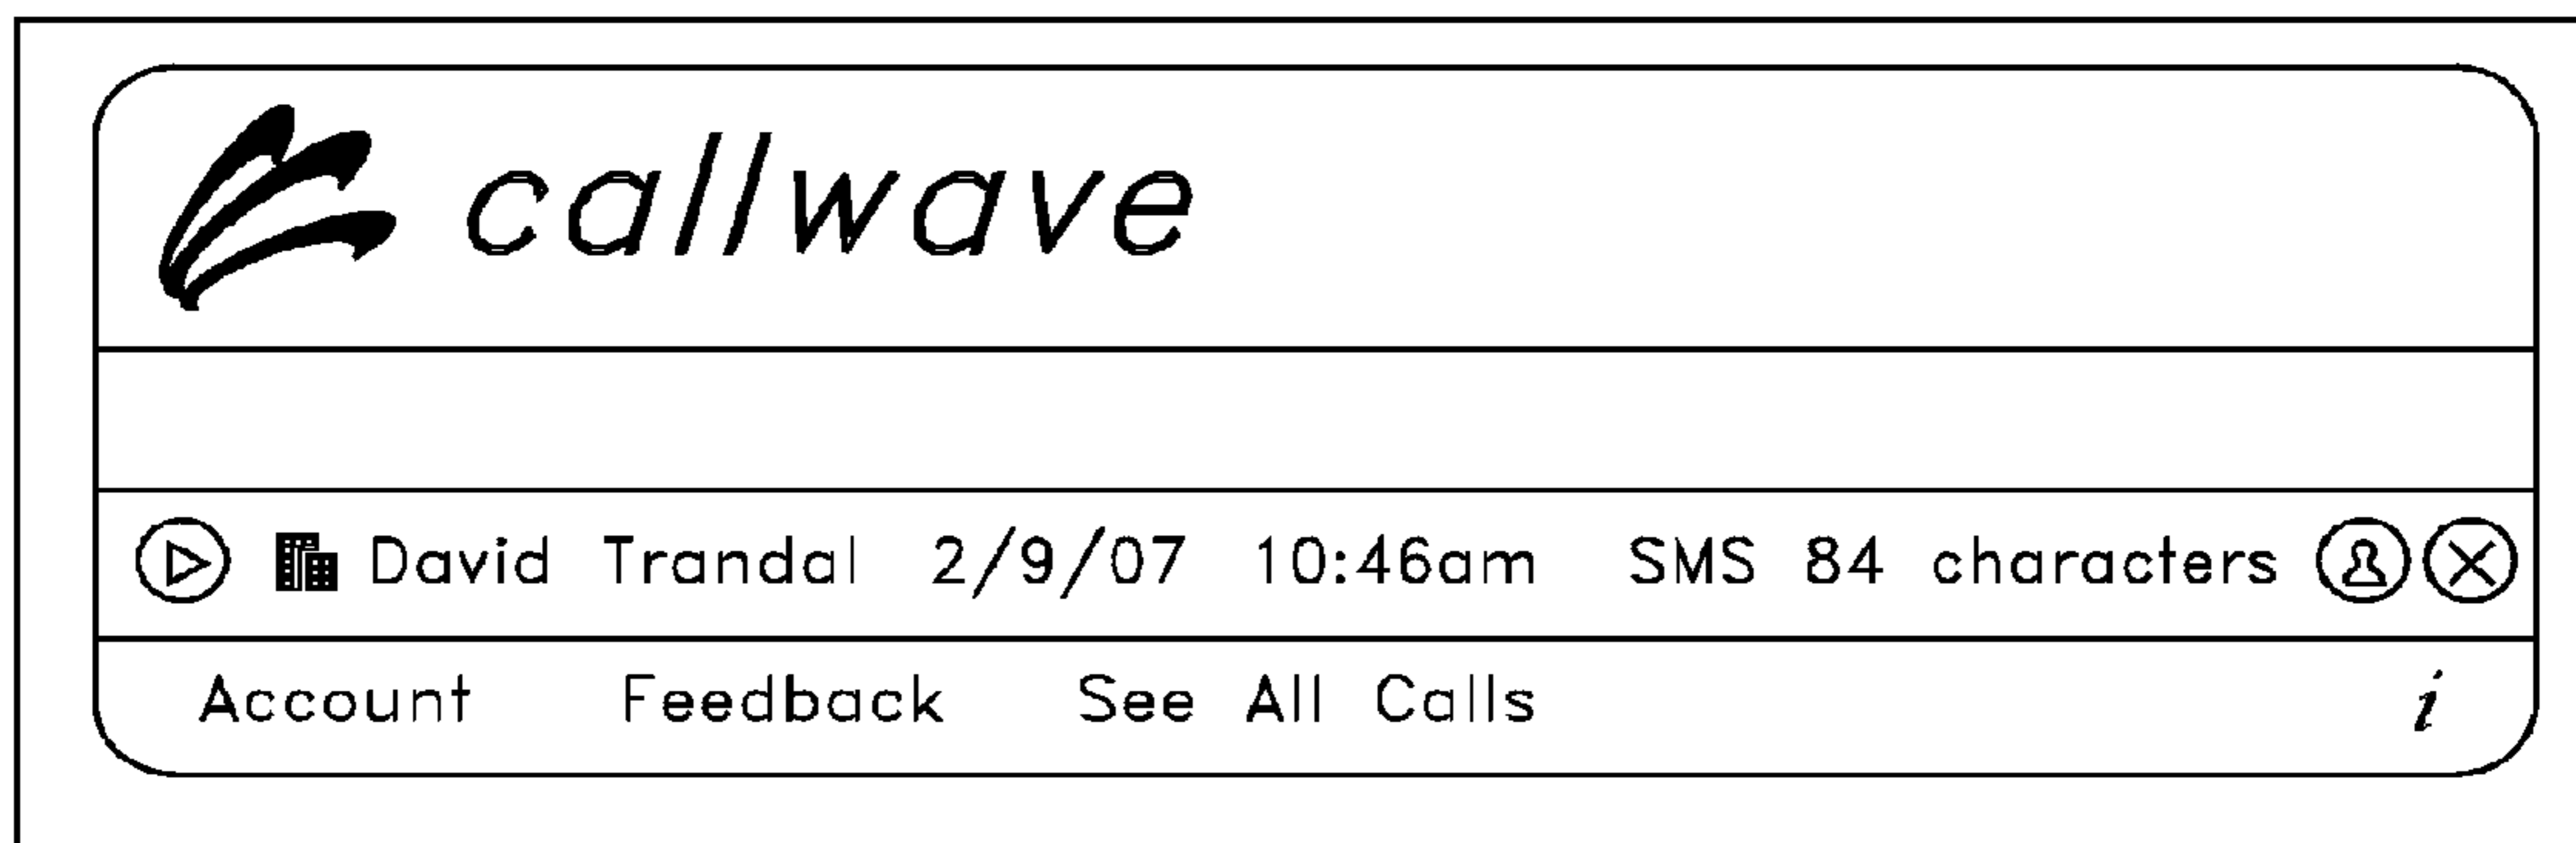 callwave
David Trandal 2/9/07 10:46am SMS 84 characters
Account Feedback See All Calls i